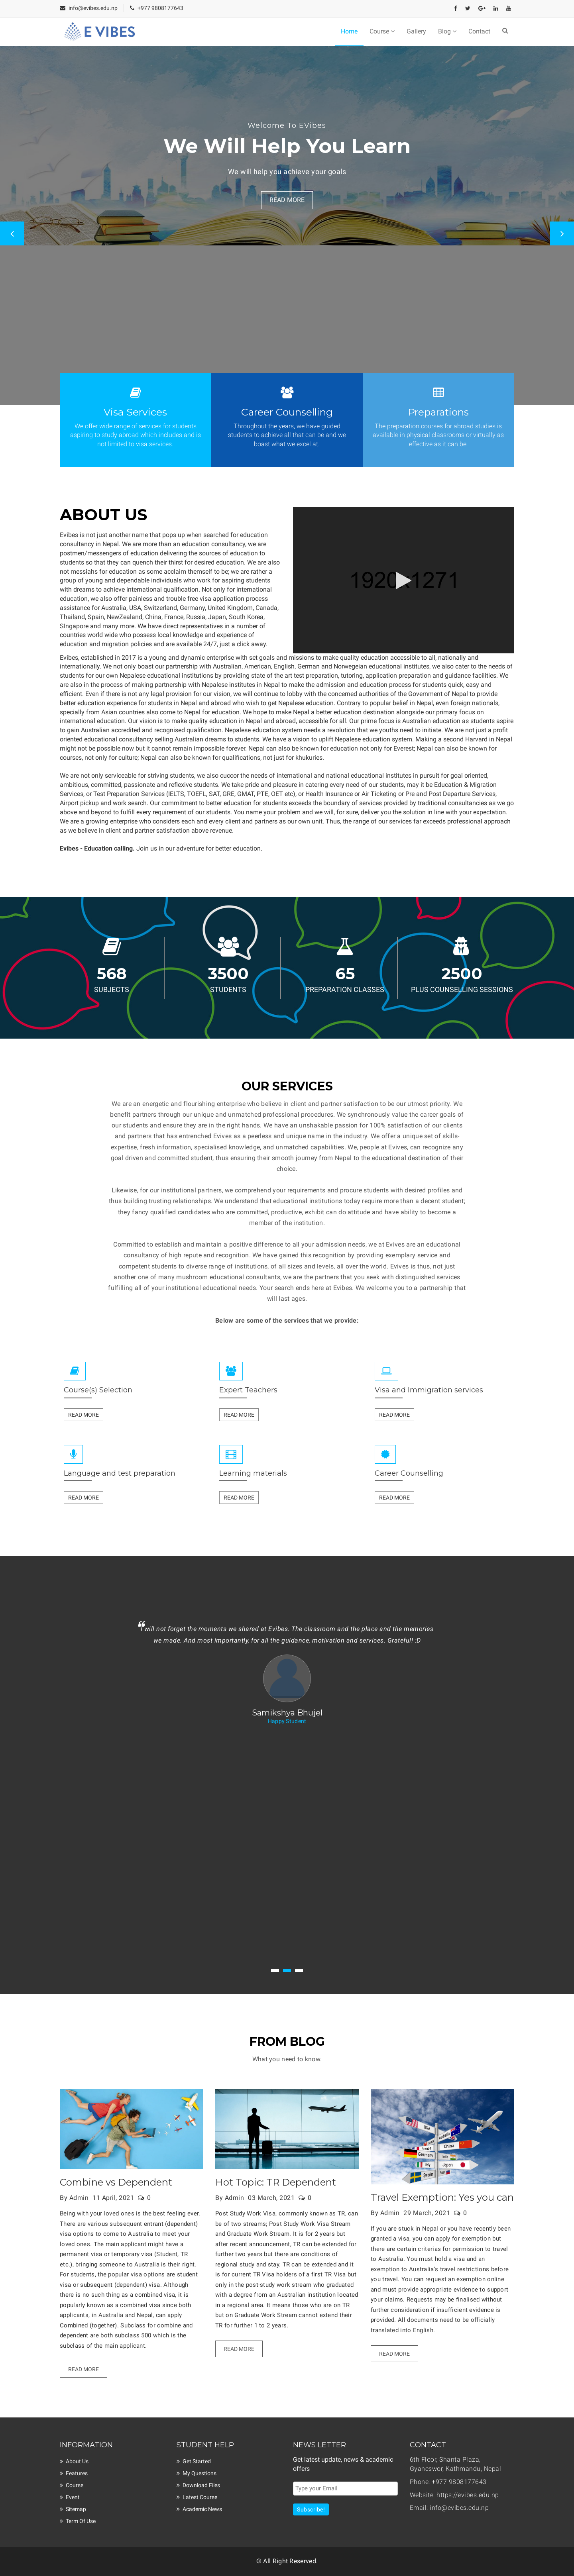 info@evibes.edu.np +977 9808177643
E VIBES
Home Course Gallery Blog Contact
Welcome To EVibes
We Will Help You Learn
We will help you achieve your goals
READ MORE
Visa Services
We offer wide range of services for students
aspiring to study abroad which includes and is
not limited to visa services.
Career Counselling
Throughout the years, we have guided
students to achieve all that can be and we
boast what we excel at.
Preparations
The preparation courses for abroad studies is
available in physical classrooms or virtually as
effective as it can be.
ABOUT US
Evibes is not just another name that pops up when searched for education
consultancy in Nepal. We are more than an education consultancy, we are
postmen/messengers of education delivering the sources of education to
students so that they can quench their thirst for desired education. We are also
not messiahs for education as some acclaim themself to be; we are rather a
group of young and dependable individuals who work for aspiring students
with dreams to achieve international education. Not only for international
education, we also offer painless and trouble free visa application process
assistance for Australia, USA, Switzerland, Germany, United Kingdom, Canada,
Thailand, Spain, NewZealand, China, France, Russia, Japan, South Korea,
SIngapore and many more. We have direct representatives in a number of
countries world wide who possess local knowledge and experience of
education and migration policies and are available 24/7, just a click away.
1920x1271
Evibes, established in 2017 is a young and dynamic enterprise with set goals and missions to make quality education accessible to all, nationally and
internationally. We not only boast our partnership with Australian, American, English, German and Norwegeian educational institutes, we also cater to the needs of
students for our own Nepalese educational institutions by providing state of the art test preparation, tutoring, application preparation and guidance facilities. We
are also in the process of making partnership with Nepalese institutes in Nepal to make the admission and education process for students quick, easy and
efficient. Even if there is not any legal provision for our vision, we will continue to lobby with the concerned authorities of the Government of Nepal to provide
better education experience for students in Nepal and abroad who wish to get Nepalese education. Contrary to popular belief in Nepal, even foreign nationals,
specially from Asian countries also come to Nepal for education. We hope to make Nepal a better education destination while our primary focus on
international education. Our vision is to make quality education in Nepal and abroad, accessible for all. Our prime focus is Australian education as students aspire
to gain Australian accredited and recognised qualification. Nepalese education system needs a revolution that we youths need to initiate. We are not just a profit
oriented educational consultancy selling Australian dreams to students. We have a vision to uplift Nepalese education system. Making a second Harvard in Nepal
might not be possible now but it cannot remain impossible forever. Nepal can also be known for education not only for Everest; Nepal can also be known for
courses, not only for culture; Nepal can also be known for qualifications, not just for khukuries.
We are not only serviceable for striving students, we also cuccor the needs of international and national educational institutes in pursuit for goal oriented,
ambitious, committed, passionate and reflexive students. We take pride and pleasure in catering every need of our students, may it be Education & Migration
Services, or Test Preparation Services (IELTS, TOEFL, SAT, GRE, GMAT, PTE, OET etc), or Health Insurance or Air Ticketing or Pre and Post Departure Services,
Airport pickup and work search. Our commitment to better education for students exceeds the boundary of services provided by traditional consultancies as we go
above and beyond to fulfill every requirement of our students. You name your problem and we will, for sure, deliver you the solution in line with your expectation.
We are a growing enterprise who considers each and every client and partners as our own unit. Thus, the range of our services far exceeds professional approach
as we believe in client and partner satisfaction above revenue.
Evibes - Education calling. Join us in our adventure for better education.
568
SUBJECTS
3500
STUDENTS
65
PREPARATION CLASSES
2500
PLUS COUNSELLING SESSIONS
OUR SERVICES
We are an energetic and flourishing enterprise who believe in client and partner satisfaction to be our utmost priority. We
benefit partners through our unique and unmatched professional procedures. We synchronously value the career goals of
our students and ensure they are in the right hands. We have an unshakable passion for 100% satisfaction of our clients
and partners that has entrenched Evibes as a peerless and unique name in the industry. We offer a unique set of skills-
expertise, fresh information, specialised knowledge, and unmatched capabilities. We, people at Evibes, can recognize any
goal driven and committed student, thus ensuring their smooth journey from Nepal to the educational destination of their
choice.
Likewise, for our institutional partners, we comprehend your requirements and procure students with desired profiles and
thus building trusting relationships. We understand that educational institutions today require more than a decent student;
they fancy qualified candidates who are committed, productive, exhibit can do attitude and have ability to become a
member of the institution.
Committed to establish and maintain a positive difference to all your admission needs, we at Evives are an educational
consultancy of high repute and recognition. We have gained this recognition by providing exemplary service and
competent students to diverse range of institutions, of all sizes and levels, all over the world. Evives is thus, not just
another one of many mushroom educational consultants, we are the partners that you seek with distinguished services
fulfilling all of your institutional educational needs. Your search ends here at Evibes. We welcome you to a partnership that
will last ages.
Below are some of the services that we provide:
Course(s) Selection
READ MORE
Expert Teachers
READ MORE
Visa and Immigration services
READ MORE
Language and test preparation
READ MORE
Learning materials
READ MORE
Career Counselling
READ MORE
I will not forget the moments we shared at Evibes. The classroom and the place and the memories
we made. And most importantly, for all the guidance, motivation and services. Grateful! :D
Samikshya Bhujel
Happy Student
FROM BLOG
What you need to know.
Combine vs Dependent
By Admin 11 April, 2021 0
Being with your loved ones is the best feeling ever.
There are various subsequent entrant (dependent)
visa options to come to Australia to meet your
loved ones. The main applicant might have a
permanent visa or temporary visa (Student, TR
etc.), bringing someone to Australia is their right.
For students, the popular visa options are student
visa or subsequent (dependent) visa. Although
there is no such thing as a combined visa, it is
popularly known as a combined visa since both
applicants, in Australia and Nepal, can apply
Combined (together). Subclass for combine and
dependent are both subclass 500 which is the
subclass of the main applicant.
READ MORE
Hot Topic: TR Dependent
By Admin 03 March, 2021 0
Post Study Work Visa, commonly known as TR, can
be of two streams; Post Study Work Visa Stream
and Graduate Work Stream. It is for 2 years but
after recent announcement, TR can be extended for
further two years but there are conditions of
regional study and stay. TR can be extended and it
is for current TR Visa holders of a first TR Visa but
only in the post-study work stream who graduated
with a degree from an Australian institution located
in a regional area. It means those who are on TR
but on Graduate Work Stream cannot extend their
TR for further 1 to 2 years.
READ MORE
Travel Exemption: Yes you can
By Admin 29 March, 2021 0
If you are stuck in Nepal or you have recently been
granted a visa, you can apply for exemption but
there are certain criterias for permission to travel
to Australia. You must hold a visa and an
exemption to Australia's travel restrictions before
you travel. You can request an exemption online
and must provide appropriate evidence to support
your claims. Requests may be finalised without
further consideration if insufficient evidence is
provided. All documents need to be officially
translated into English.
READ MORE
INFORMATION
About Us
Features
Course
Event
Sitemap
Term Of Use
STUDENT HELP
Get Started
My Questions
Download Files
Latest Course
Academic News
NEWS LETTER
Get latest update, news & academic
offers
Type your Email
Subscribe!
CONTACT
6th Floor, Shanta Plaza,
Gyaneswor, Kathmandu, Nepal
Phone: +977 9808177643
Website: https://evibes.edu.np
Email: info@evibes.edu.np
© All Right Reserved.